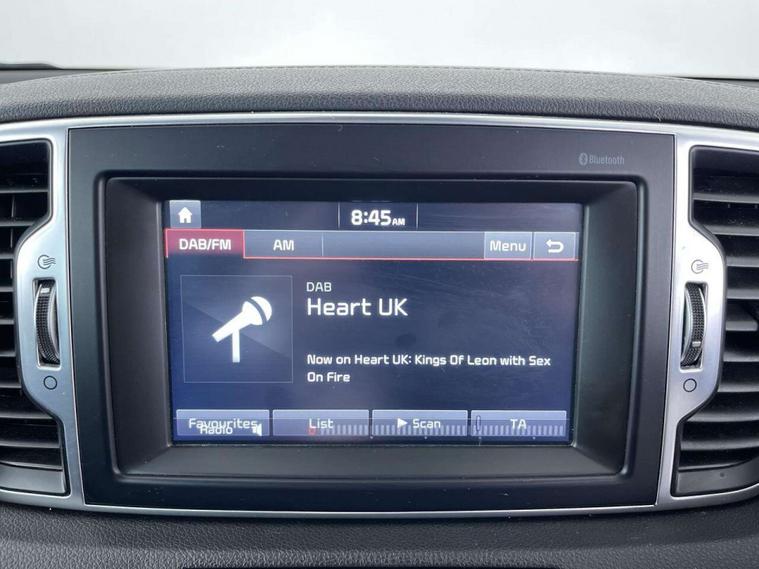 Bluetooth
8:45AM
DAB/FM AM Menu
DAB
Heart UK
Now on Heart UK: Kings Of Leon with Sex
On Fire
Favourites List Scan TA
Radio